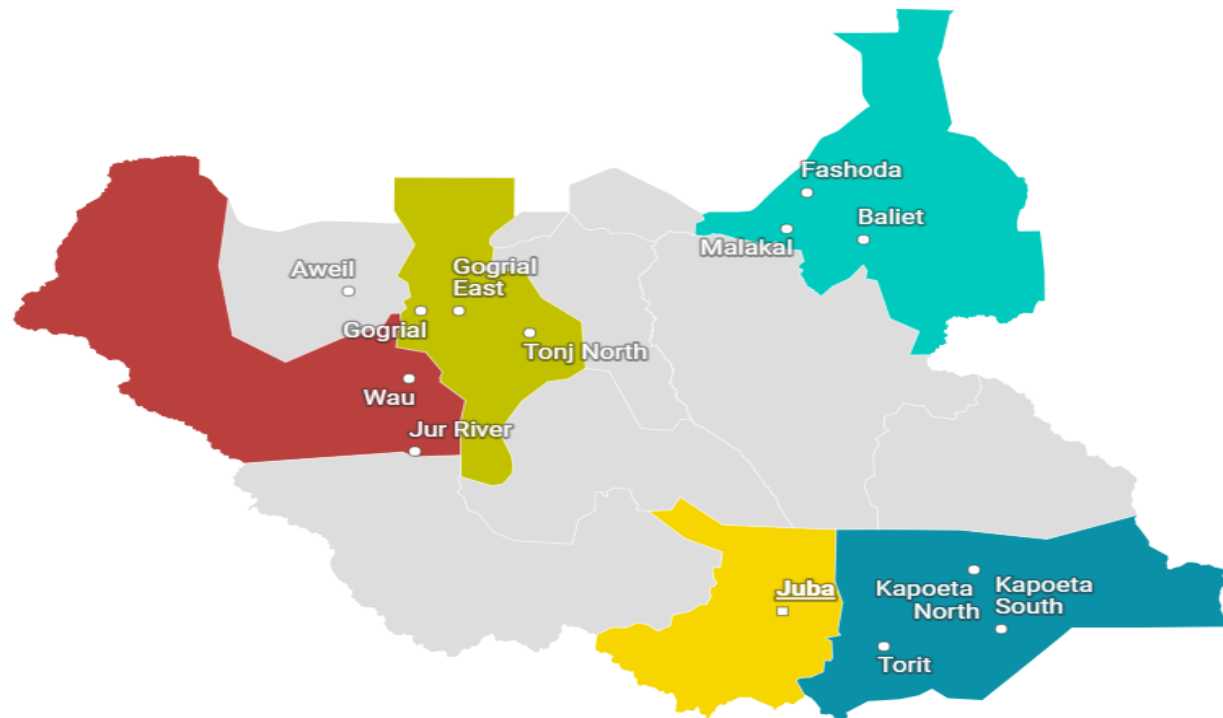 Fashoda
Baliet
Malakal
Aweil
Gogrial
East
Gogrial
Tonj North
Wau
Jur River
Juba
Kapoeta
North
Kapoeta
South
Torit